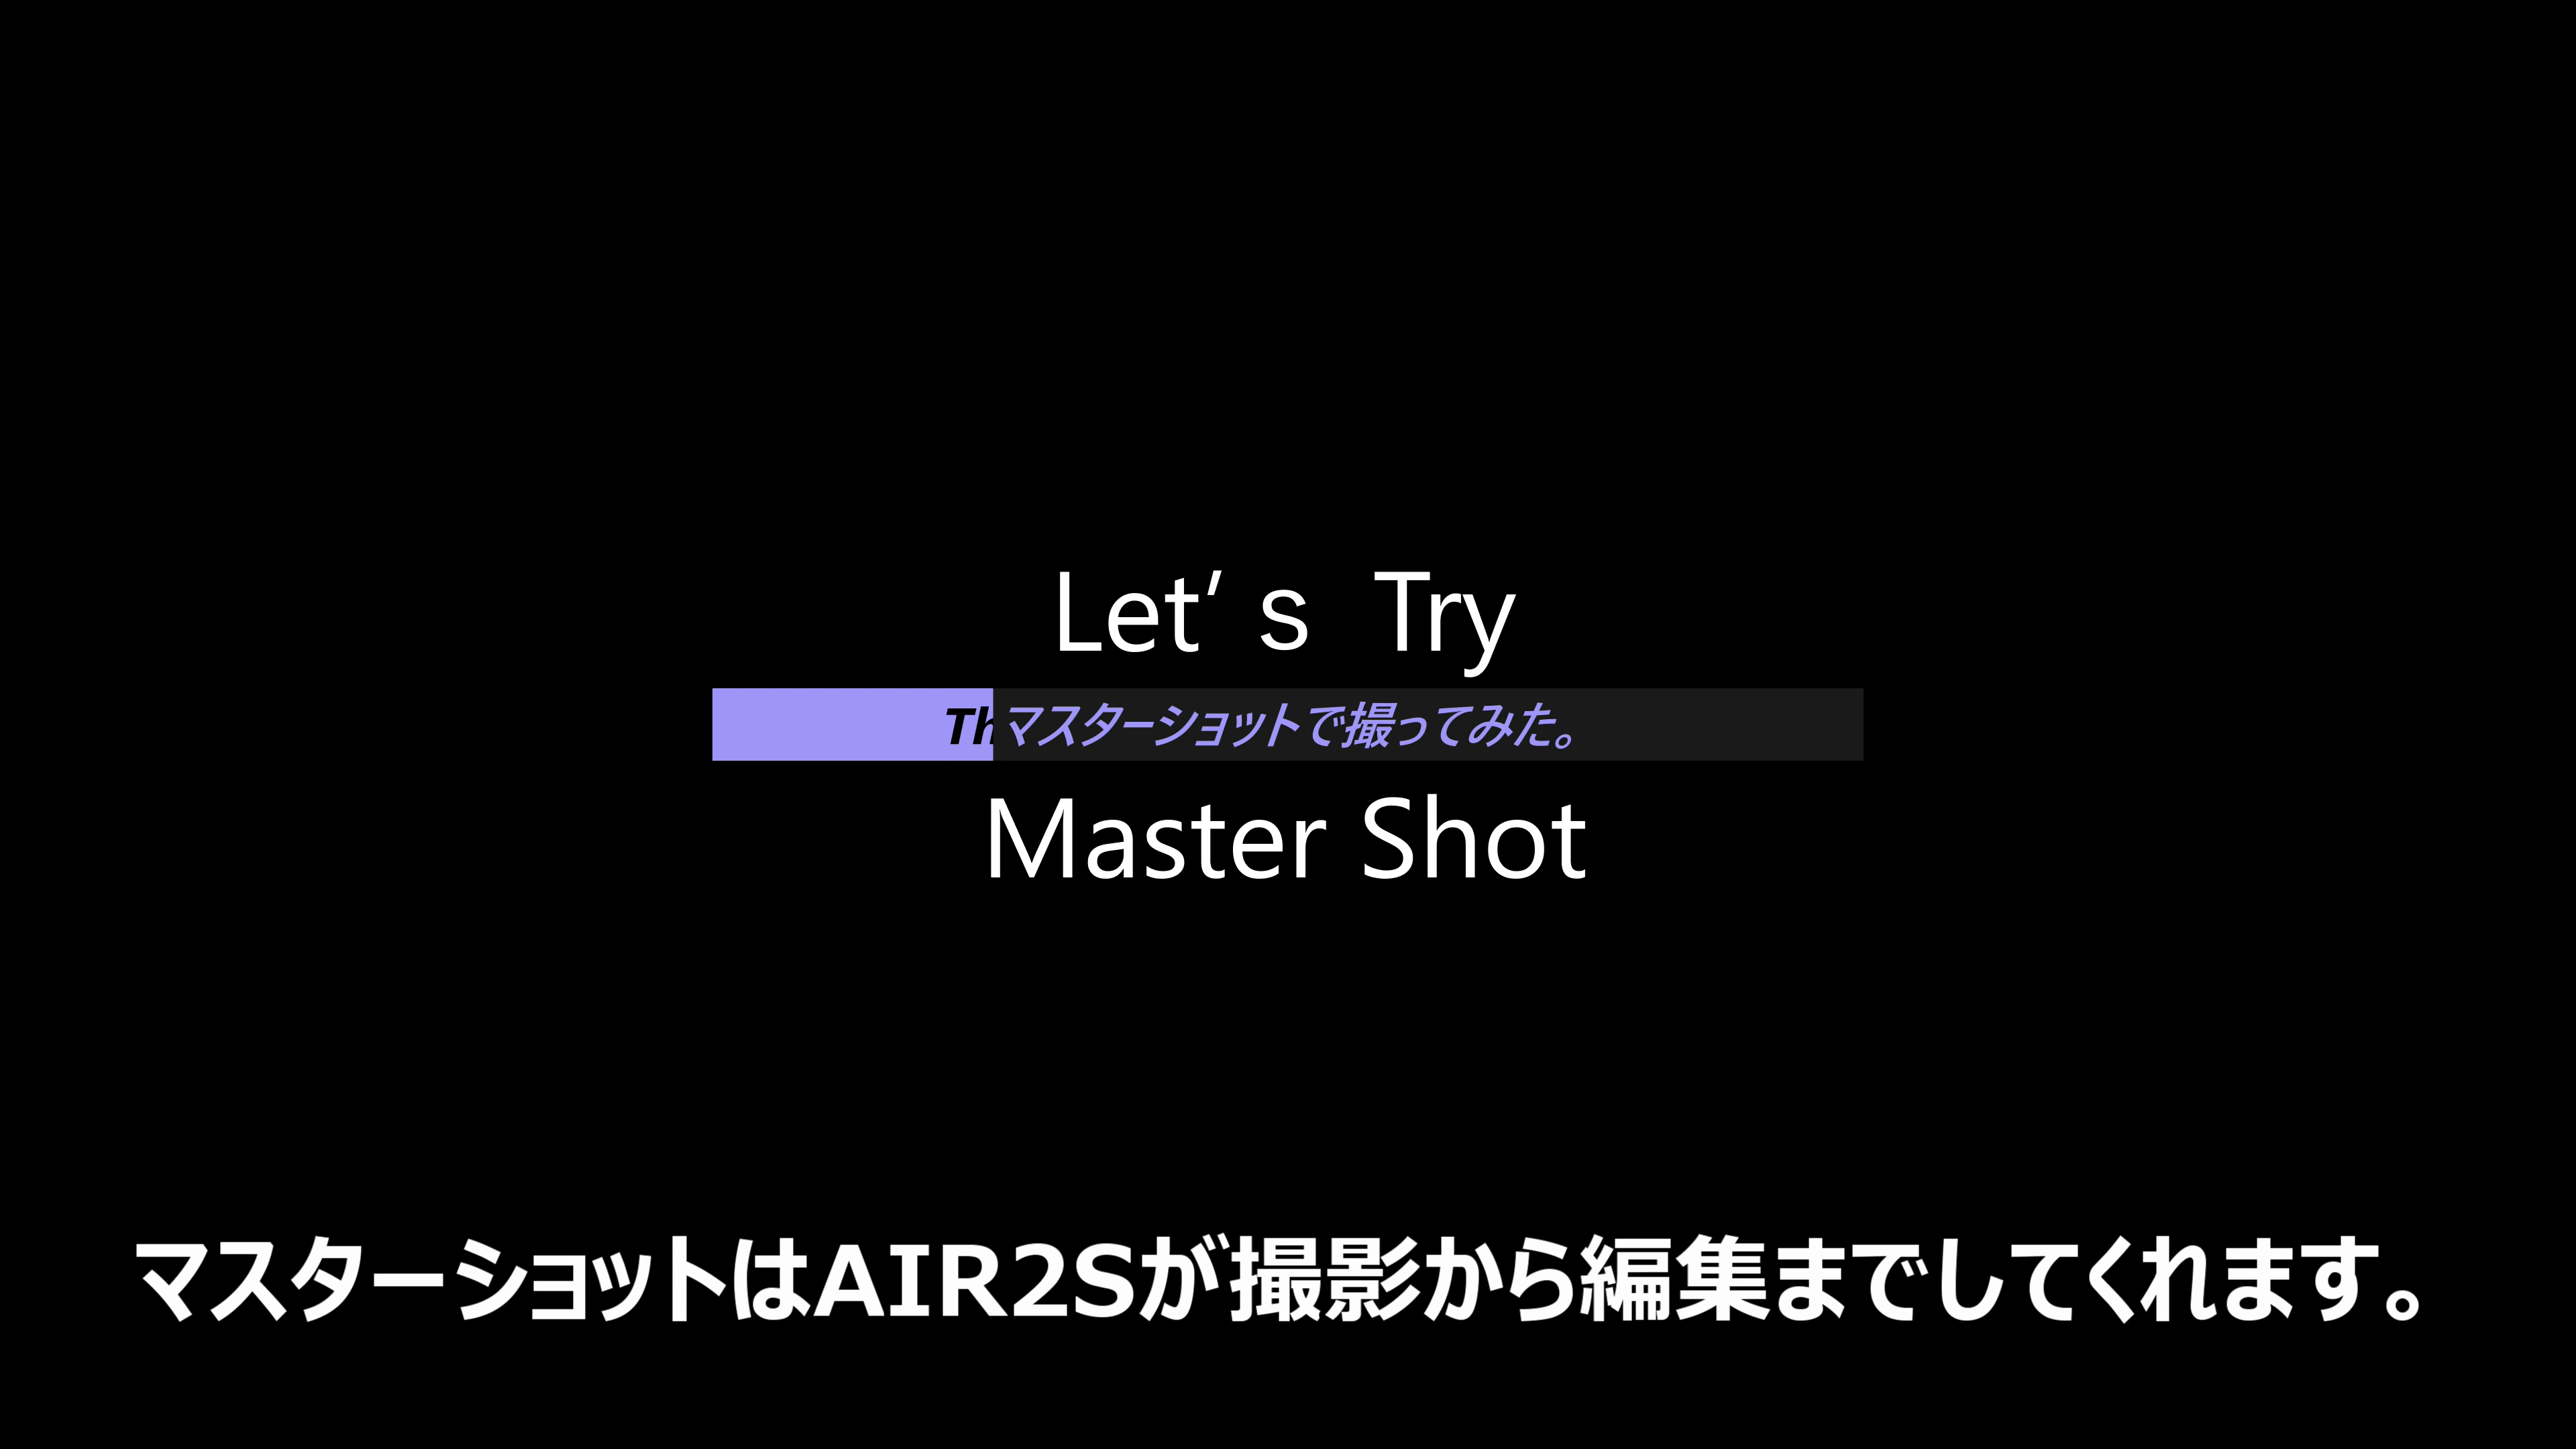 Let’s Try
Thマスターショットで撮ってみた。
Master Shot
マスターショットはAIR2Sが撮影から編集までしてくれます。